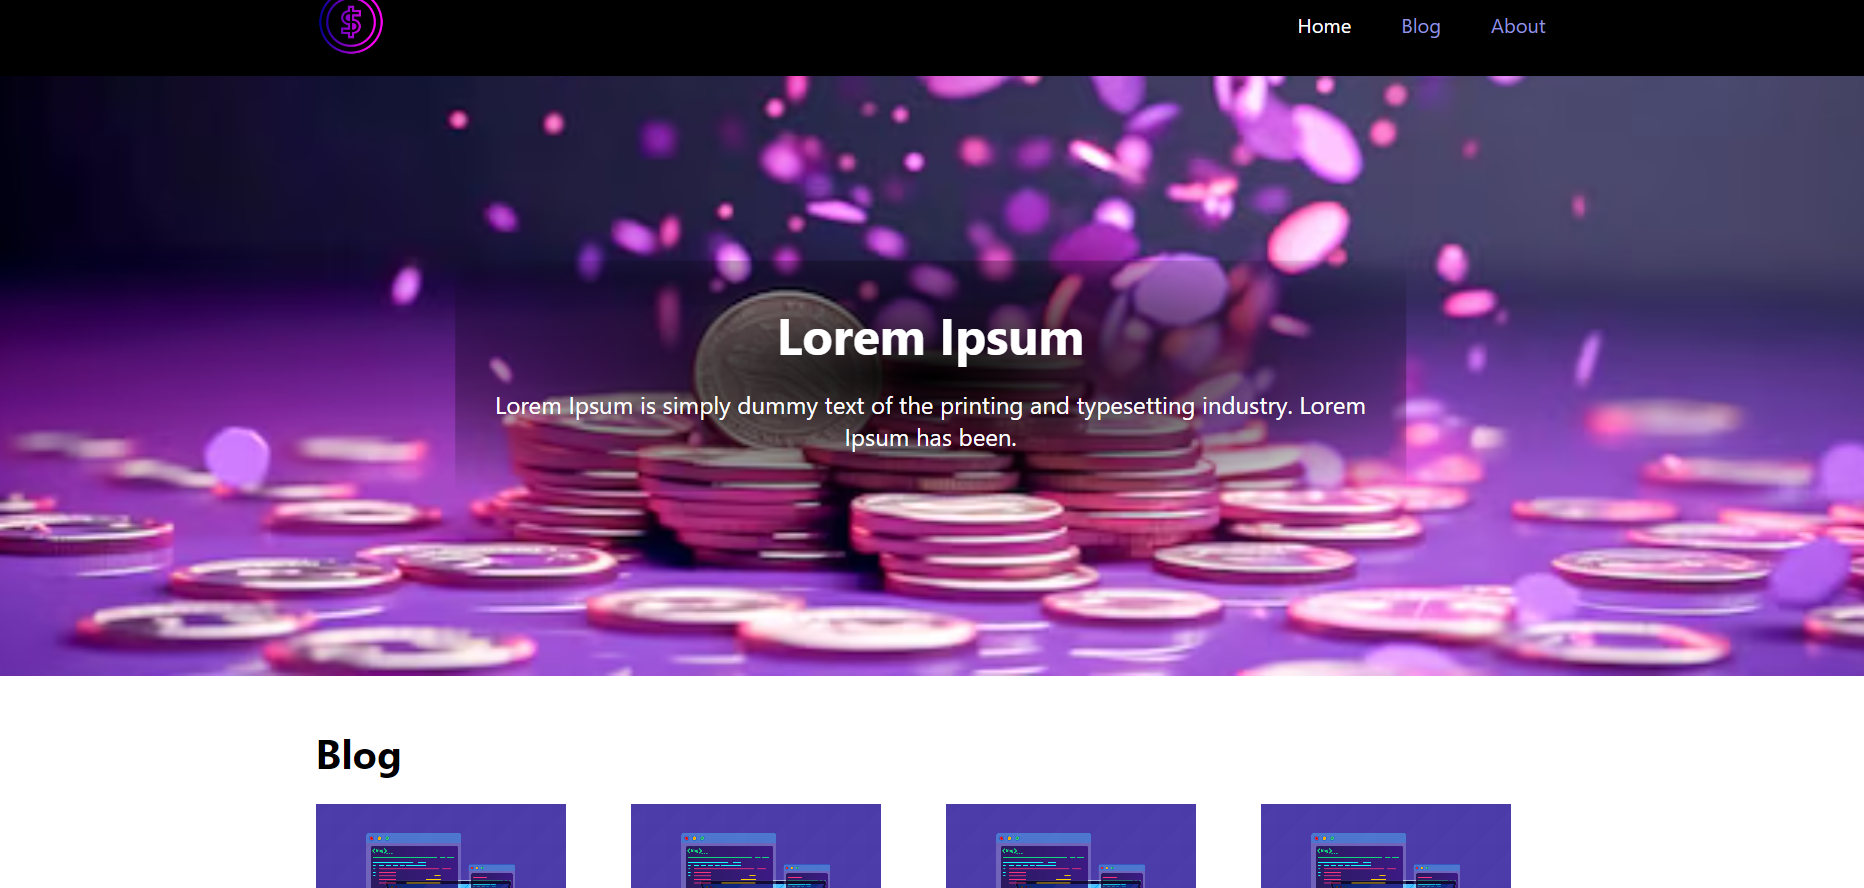 $
Home Blog About
Lorem Ipsum
Lorem Ipsum is simply dummy text of the printing and typesetting industry. Lorem
Ipsum has been.
Blog